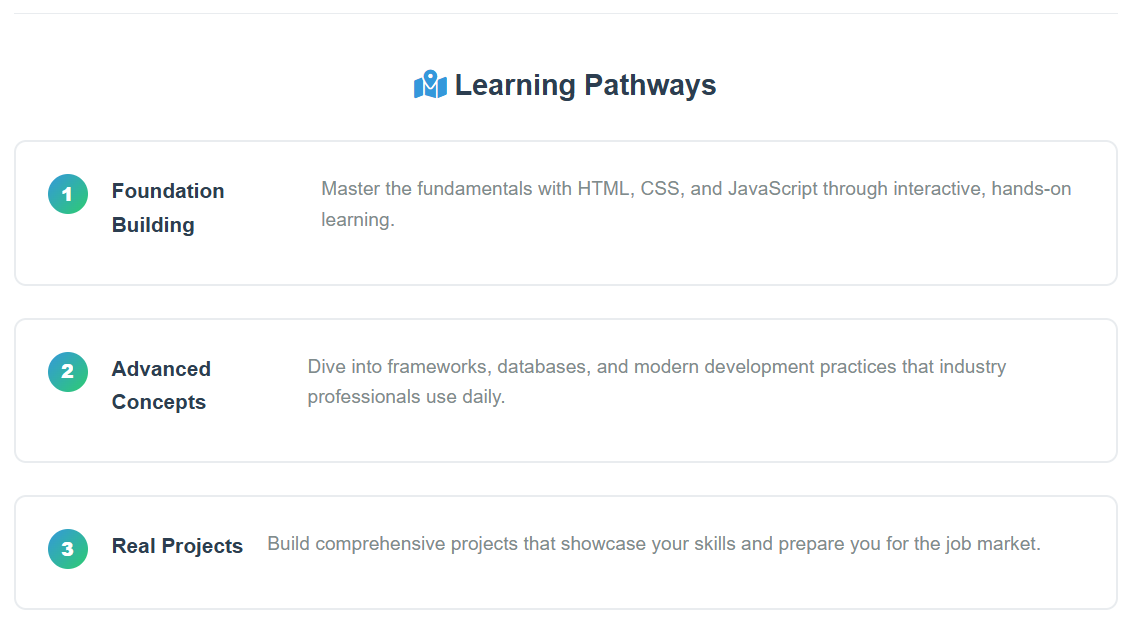 Learning Pathways
1
Foundation
Building
Master the fundamentals with HTML, CSS, and JavaScript through interactive, hands-on
learning.
2
Advanced
Concepts
Dive into frameworks, databases, and modern development practices that industry
professionals use daily.
3
Real Projects
Build comprehensive projects that showcase your skills and prepare you for the job market.